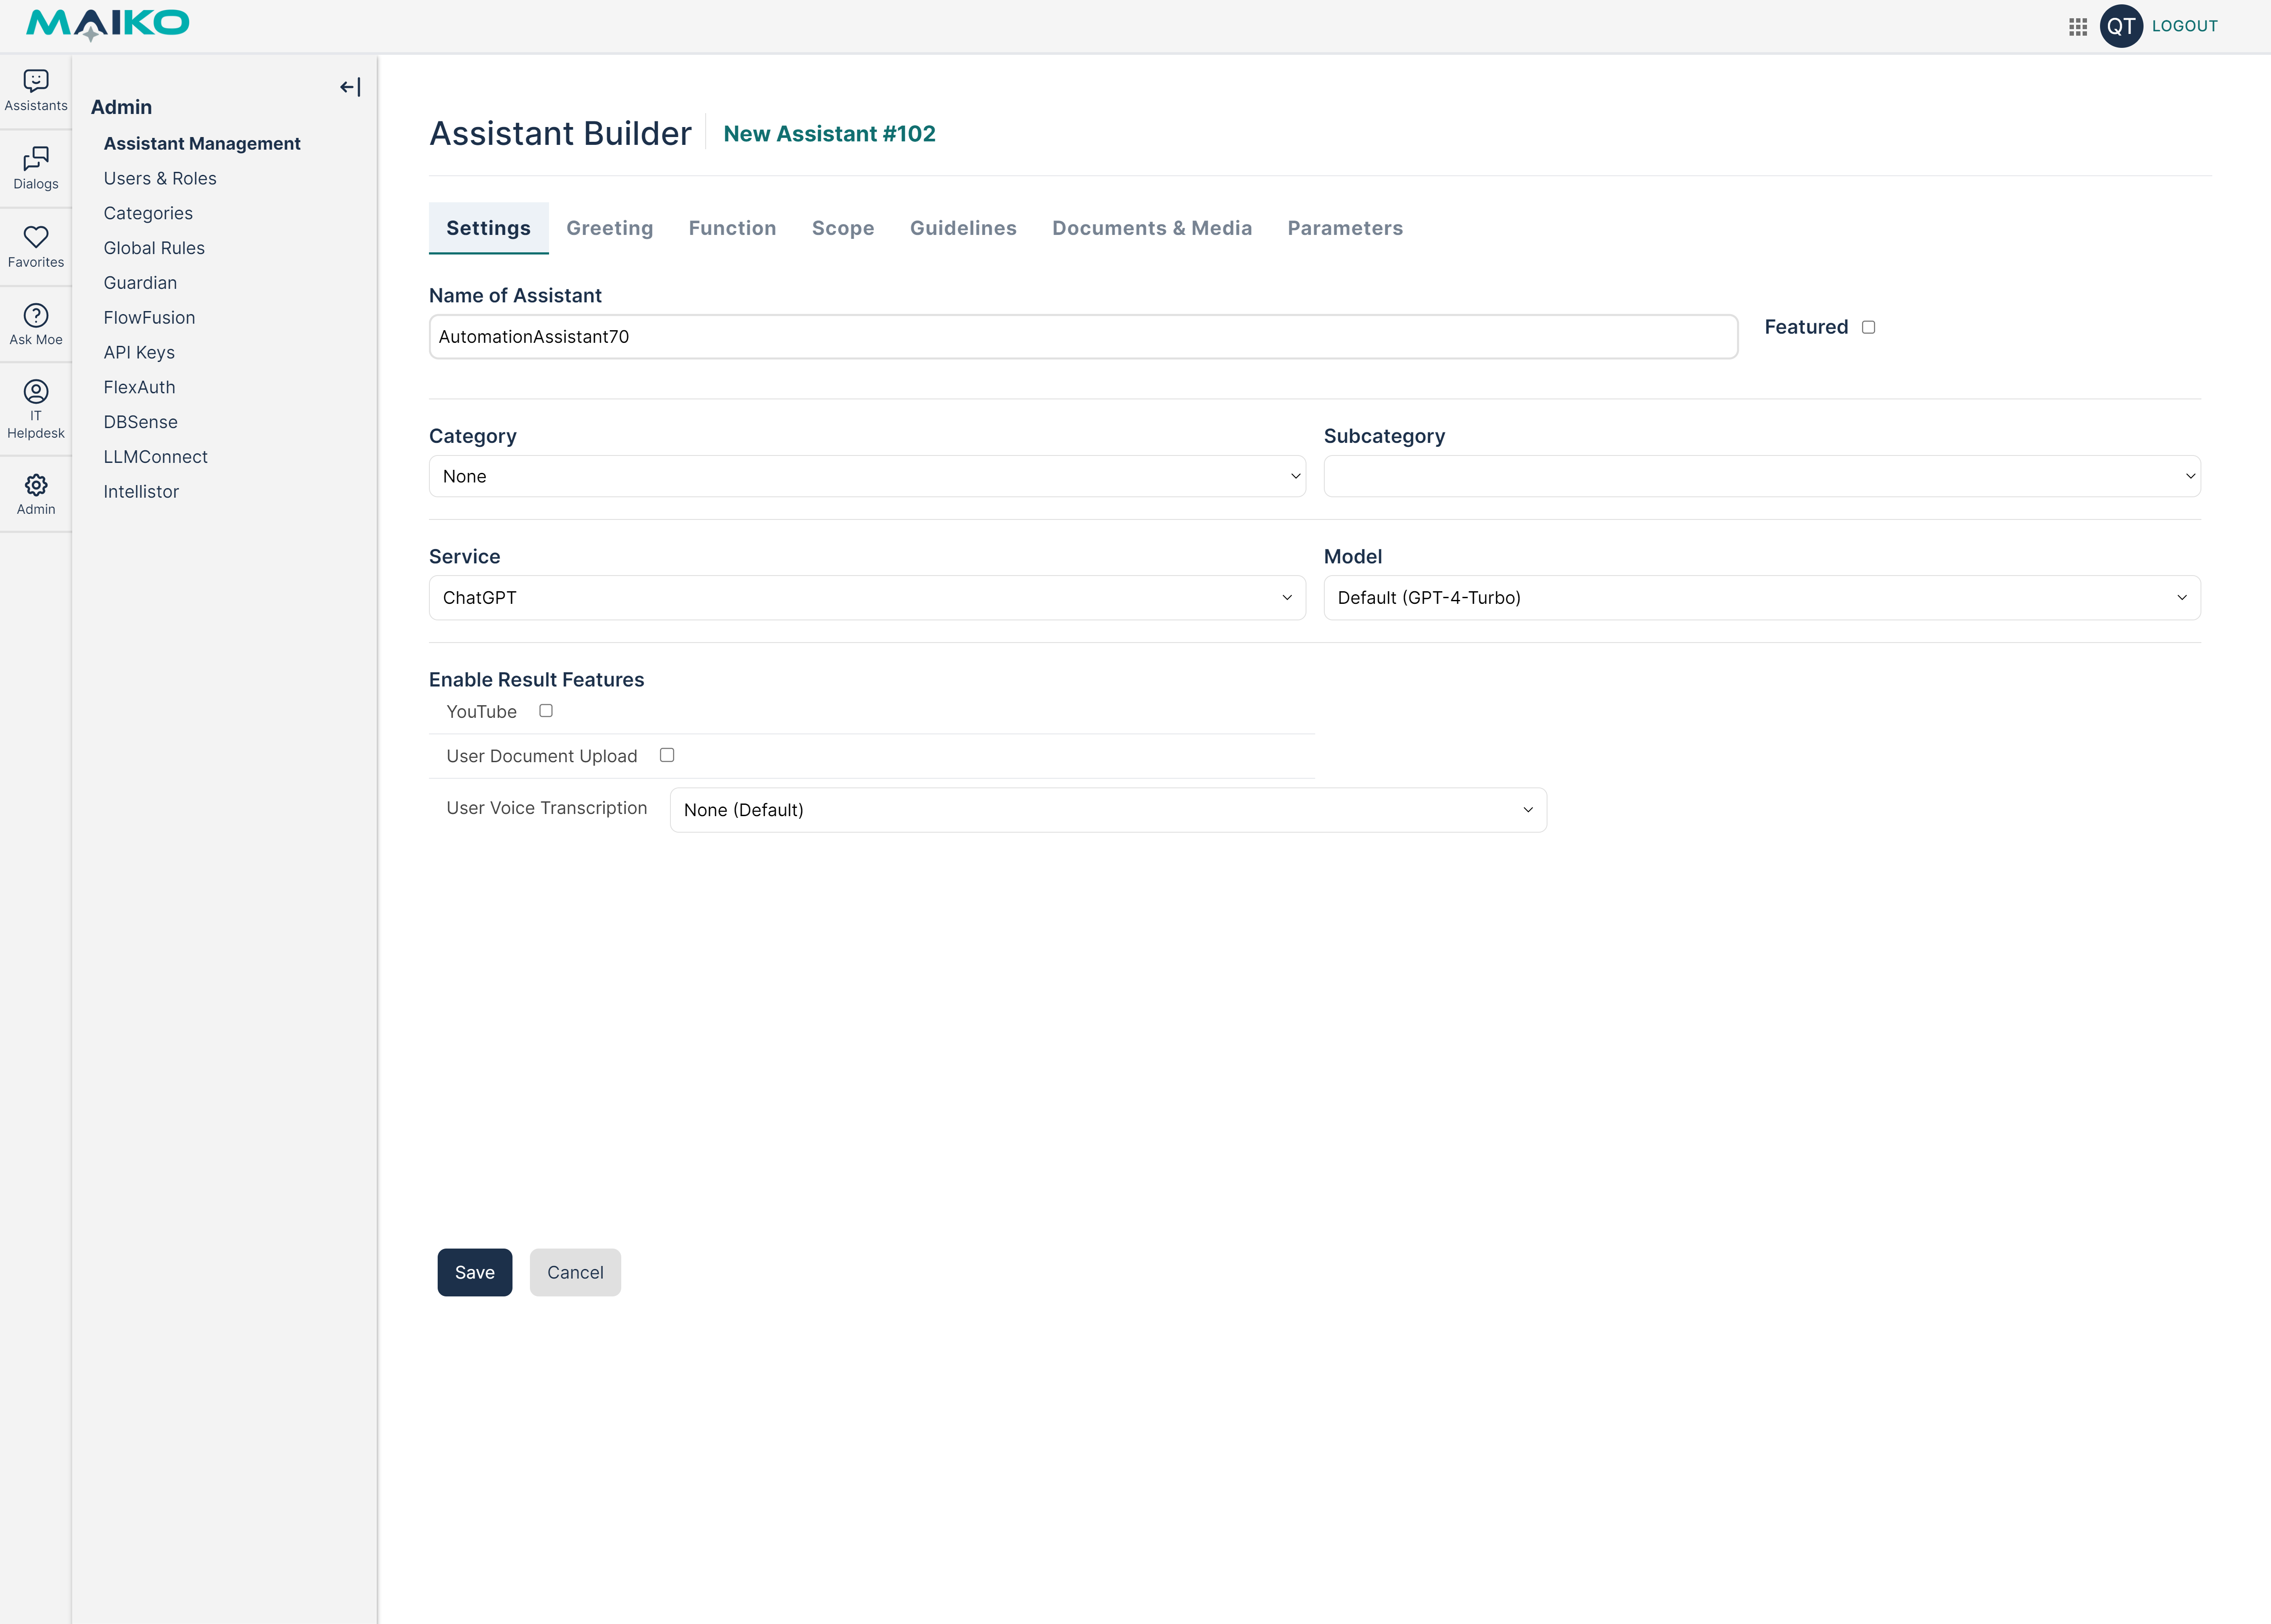 MAIKO
QT LOGOUT
Assistants
Dialogs
Favorites
Ask Moe
IT
Helpdesk
Admin
Admin
Assistant Management
Users & Roles
Categories
Global Rules
Guardian
FlowFusion
API Keys
FlexAuth
DBSense
LLMConnect
Intellistor
Assistant Builder New Assistant #102
Settings Greeting Function Scope Guidelines Documents & Media Parameters
Name of Assistant
AutomationAssistant70
Featured
Category Subcategory
None
Service Model
ChatGPT Default (GPT-4-Turbo)
Enable Result Features
YouTube
User Document Upload
User Voice Transcription None (Default)
Save Cancel